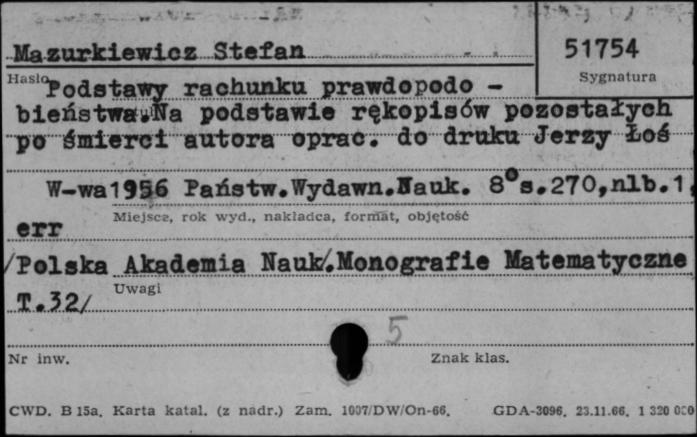 Mazurkiewicz Stefan
51754
Hasło
Sygnatura
Podstawy rachunku prawdopodo -
bieństwa. Na podstawie rękopisów pozostałych
po śmierci autora oprac. do druku Jerzy Łoś
W-wa 1956 Państw.Wydawn.Nauk. 8° s.270,nlb.1,
Miejsce, rok wyd., nakładca, format, objętość
err
/Polska Akademia Nauk/.Monografie Matematyczne
Uwagi
T.32/
5
Nr inw.
Znak klas.
CWD. B 15a. Karta katal. (z nadr.) Zam. 1007/DW/On-66. GDA-3096. 23.11.66. 1 320 000